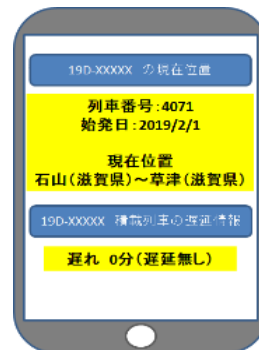 19D-XXXXX の現在位置
列車番号：4071
始発日：2019/2/1
現在位置
石山（滋賀県）～草津（滋賀県）
19D-XXXXX 積載列車の遅延情報
遅れ 0分（遅延無し）